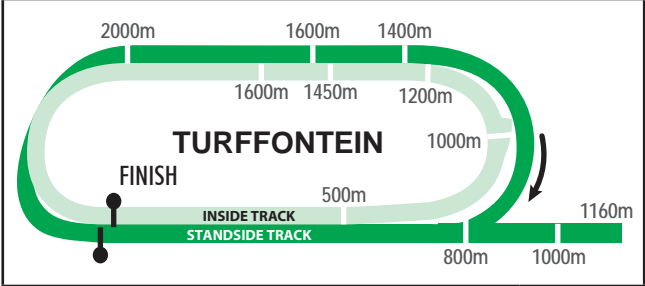 2000m
1600m
1400m
1600m
1450m
1200m
TURFFONTEIN
1000m
FINISH
500m
INSIDE TRACK
1160m
STANDSIDE TRACK
800m
1000m